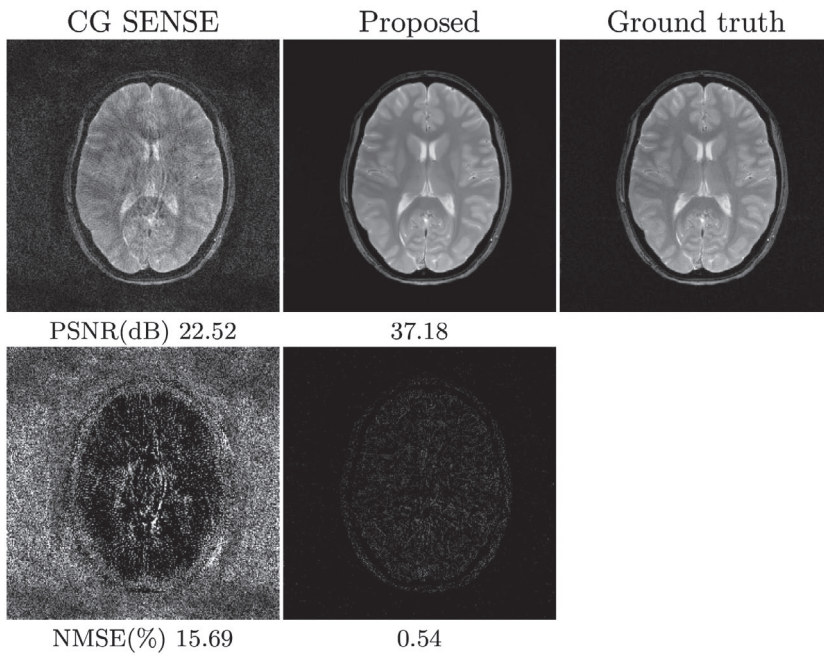 CG SENSE Proposed Ground truth
PSNR(dB) 22.52 37.18
NMSE(%) 15.69 0.54